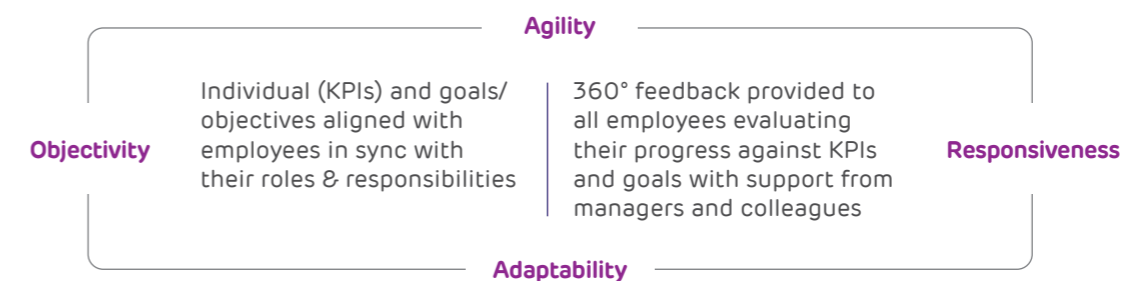 Agility
Objectivity
Individual (KPIs) and goals/
objectives aligned with
employees in sync with
their roles & responsibilities
360° feedback provided to
all employees evaluating
their progress against KPIs
and goals with support from
managers and colleagues
Responsiveness
Adaptability